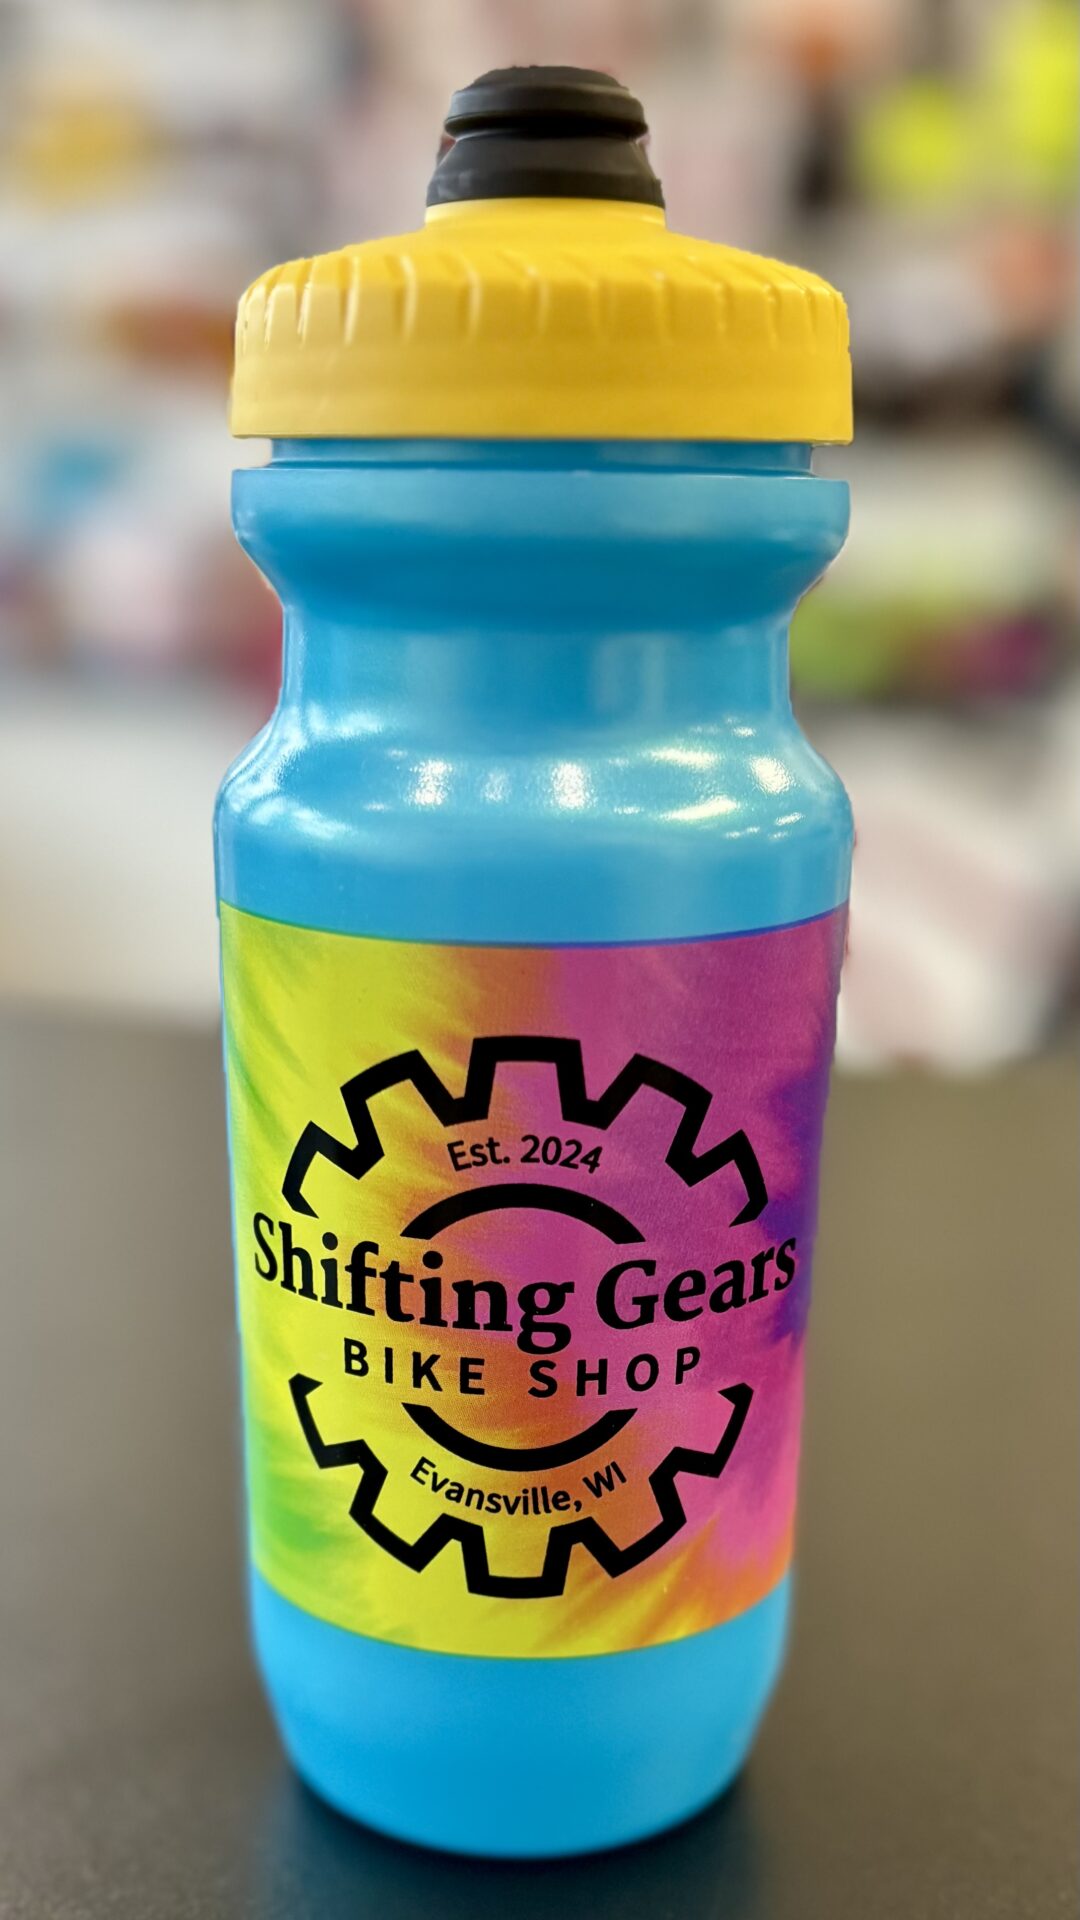 Est. 2024
Shifting Gears
BIKE SHOP
Evansville, WI